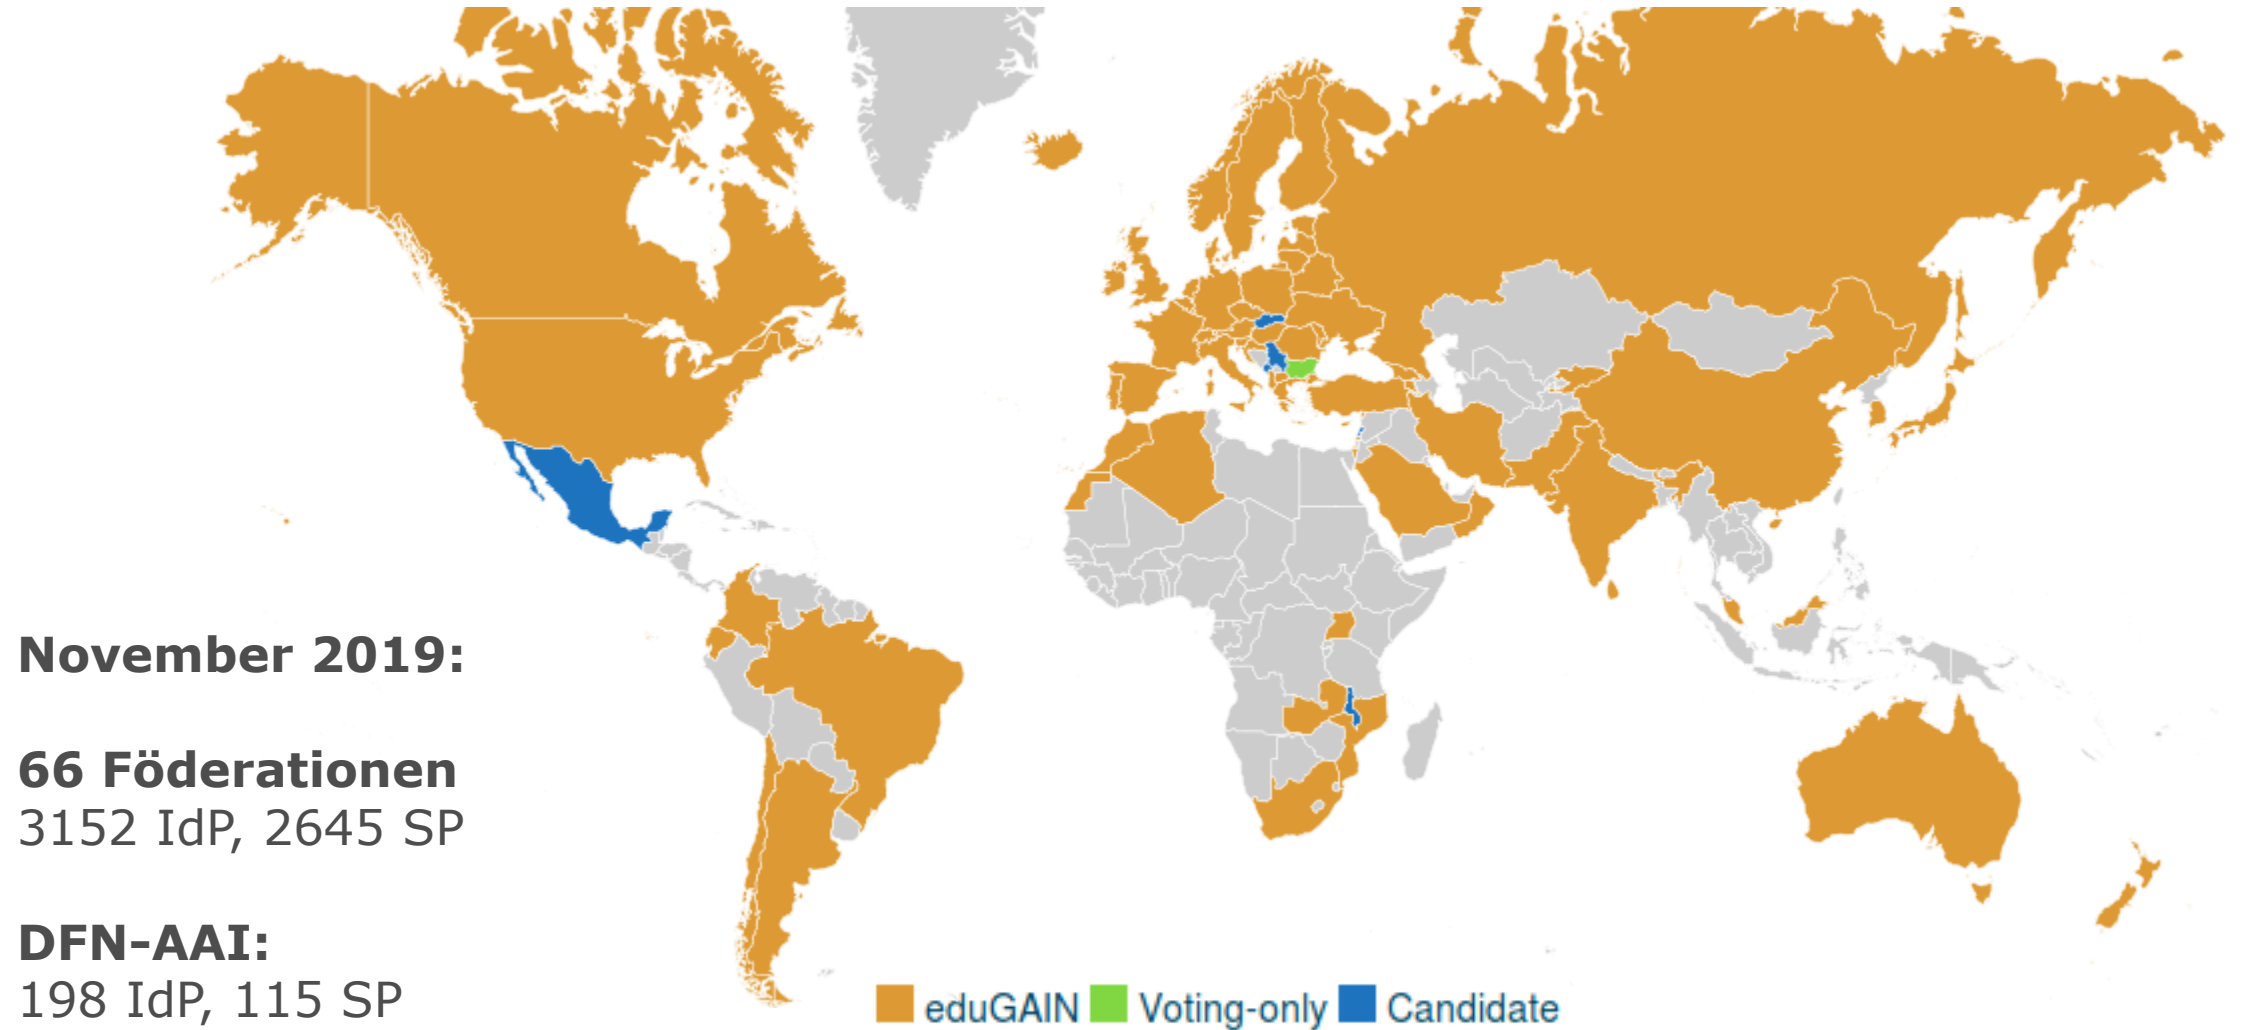 November 2019:
66 Föderationen
3152 IdP, 2645 SP
DFN-AAI:
198 IdP, 115 SP
eduGAIN Voting-only Candidate